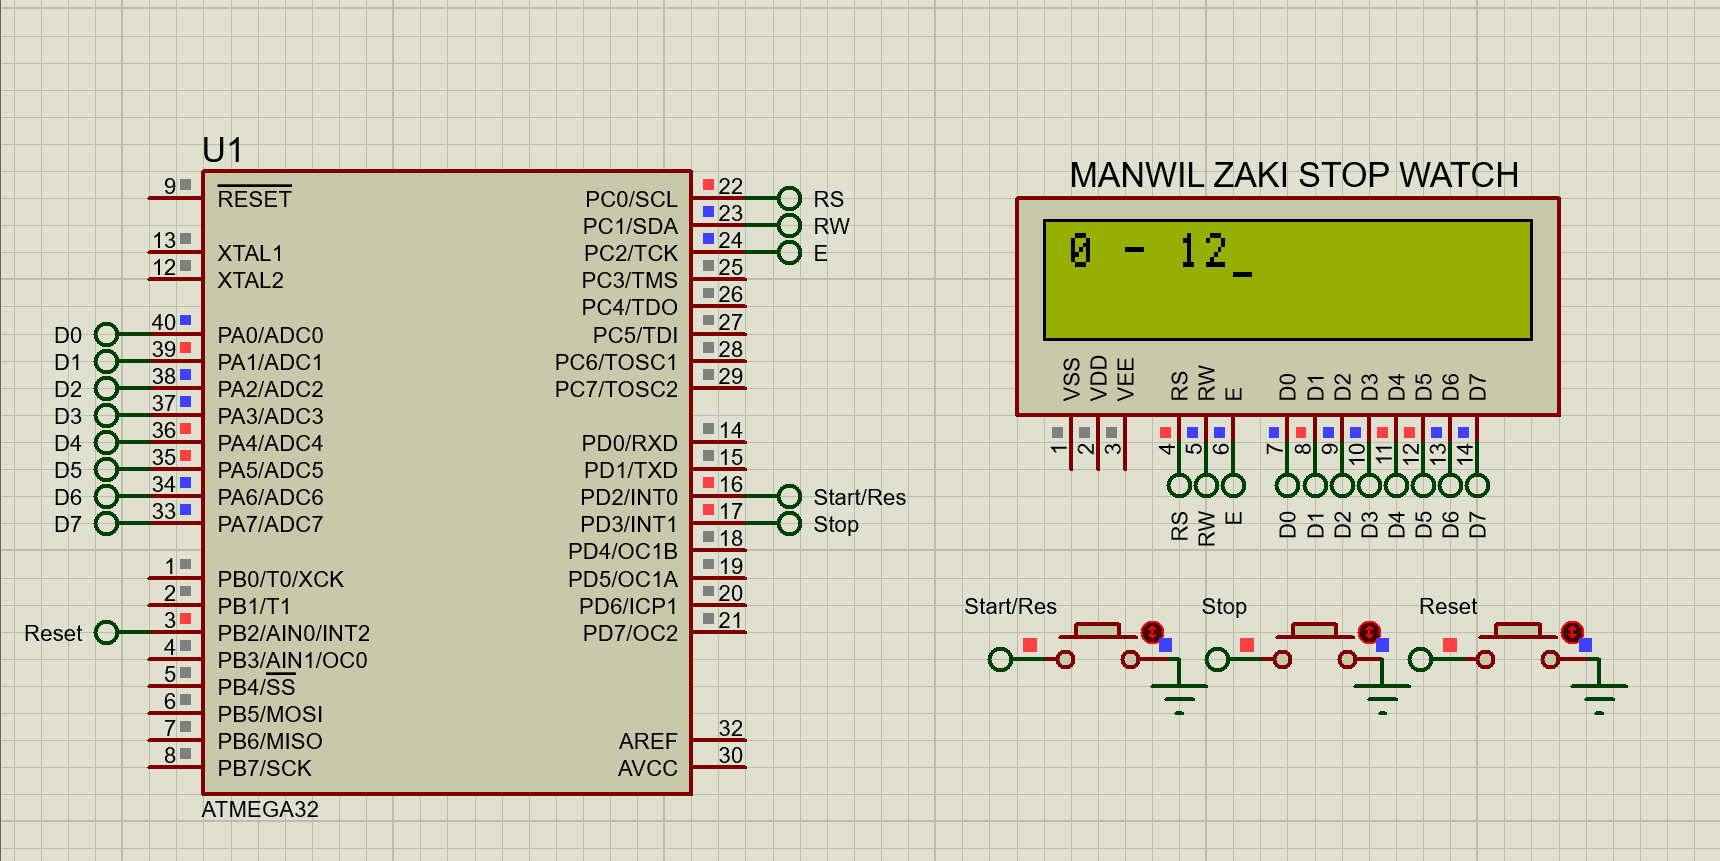 U1
9 RESET
13 XTAL1
12 XTAL2
D0 40 PA0/ADC0
D1 39 PA1/ADC1
D2 38 PA2/ADC2
D3 37 PA3/ADC3
D4 36 PA4/ADC4
D5 35 PA5/ADC5
D6 34 PA6/ADC6
D7 33 PA7/ADC7
1 PB0/T0/XCK
2 PB1/T1
Reset 3 PB2/AIN0/INT2
4 PB3/AIN1/OC0
5 PB4/SS
6 PB5/MOSI
7 PB6/MISO
8 PB7/SCK
PC0/SCL 22 RS
PC1/SDA 23 RW
PC2/TCK 24 E
PC3/TMS 25
PC4/TDO 26
PC5/TDI 27
PC6/TOSC1 28
PC7/TOSC2 29
PD0/RXD 14
PD1/TXD 15
PD2/INT0 16 Start/Res
PD3/INT1 17 Stop
PD4/OC1B 18
PD5/OC1A 19
PD6/ICP1 20
PD7/OC2 21
AREF 32
AVCC 30
ATMEGA32
MANWIL ZAKI STOP WATCH
0 - 12_
VSS VDD VEE RS RW E D0 D1 D2 D3 D4 D5 D6 D7
1 2 3 4 5 6 7 8 9 10 11 12 13 14
RS RW E D0 D1 D2 D3 D4 D5 D6 D7
Start/Res Stop Reset